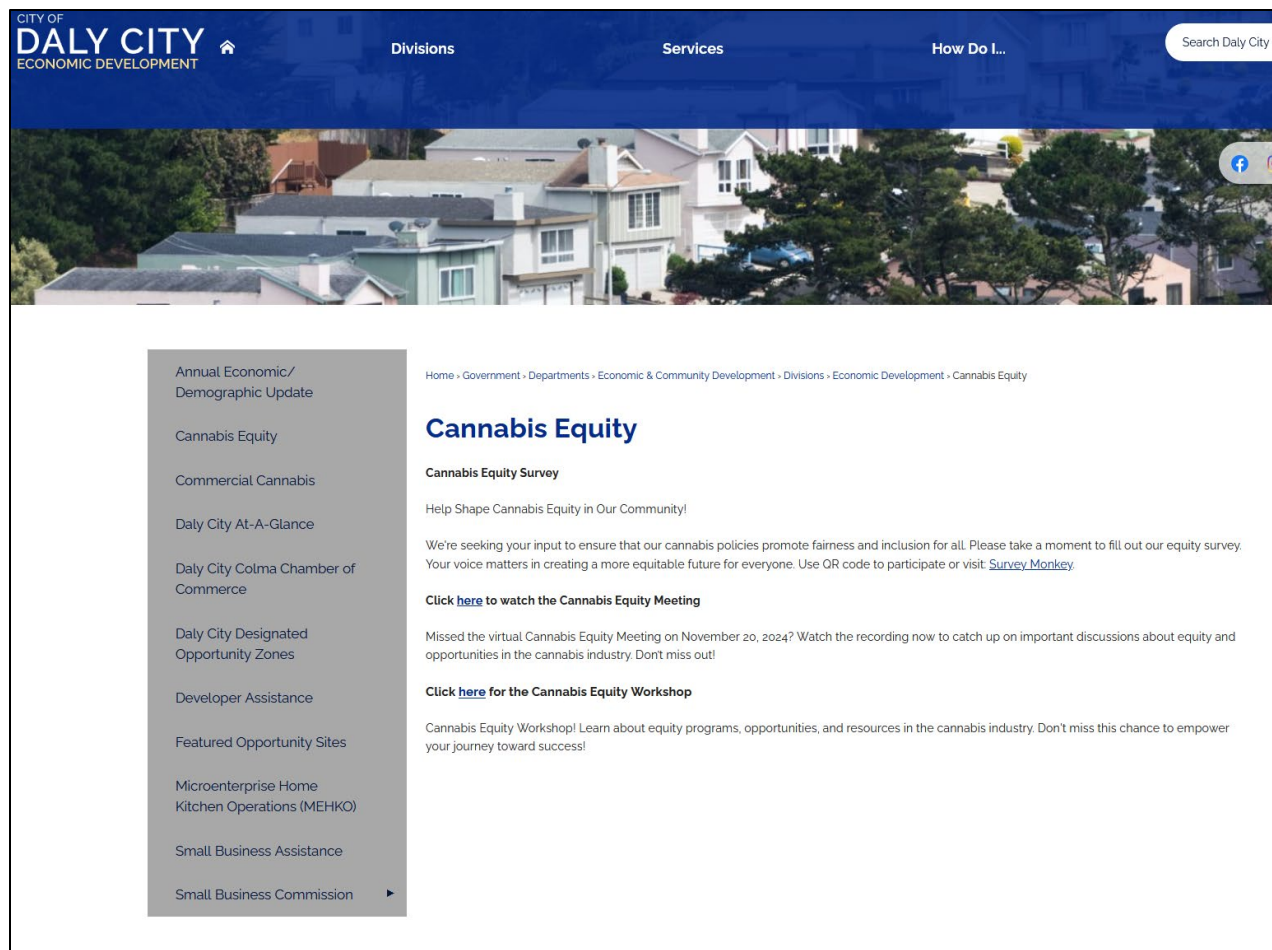 CITY OF
DALY CITY
ECONOMIC DEVELOPMENT
Divisions
Services
How Do I...
Search Daly City
Annual Economic/
Demographic Update
Cannabis Equity
Commercial Cannabis
Daly City At-A-Glance
Daly City Colma Chamber of
Commerce
Daly City Designated
Opportunity Zones
Developer Assistance
Featured Opportunity Sites
Microenterprise Home
Kitchen Operations (MEHKO)
Small Business Assistance
Small Business Commission
Home › Government › Departments › Economic & Community Development › Divisions › Economic Development › Cannabis Equity
Cannabis Equity
Cannabis Equity Survey
Help Shape Cannabis Equity in Our Community!
We're seeking your input to ensure that our cannabis policies promote fairness and inclusion for all. Please take a moment to fill out our equity survey.
Your voice matters in creating a more equitable future for everyone. Use QR code to participate or visit: Survey Monkey.
Click here to watch the Cannabis Equity Meeting
Missed the virtual Cannabis Equity Meeting on November 20, 2024? Watch the recording now to catch up on important discussions about equity and
opportunities in the cannabis industry. Don't miss out!
Click here for the Cannabis Equity Workshop
Cannabis Equity Workshop! Learn about equity programs, opportunities, and resources in the cannabis industry. Don't miss this chance to empower
your journey toward success!